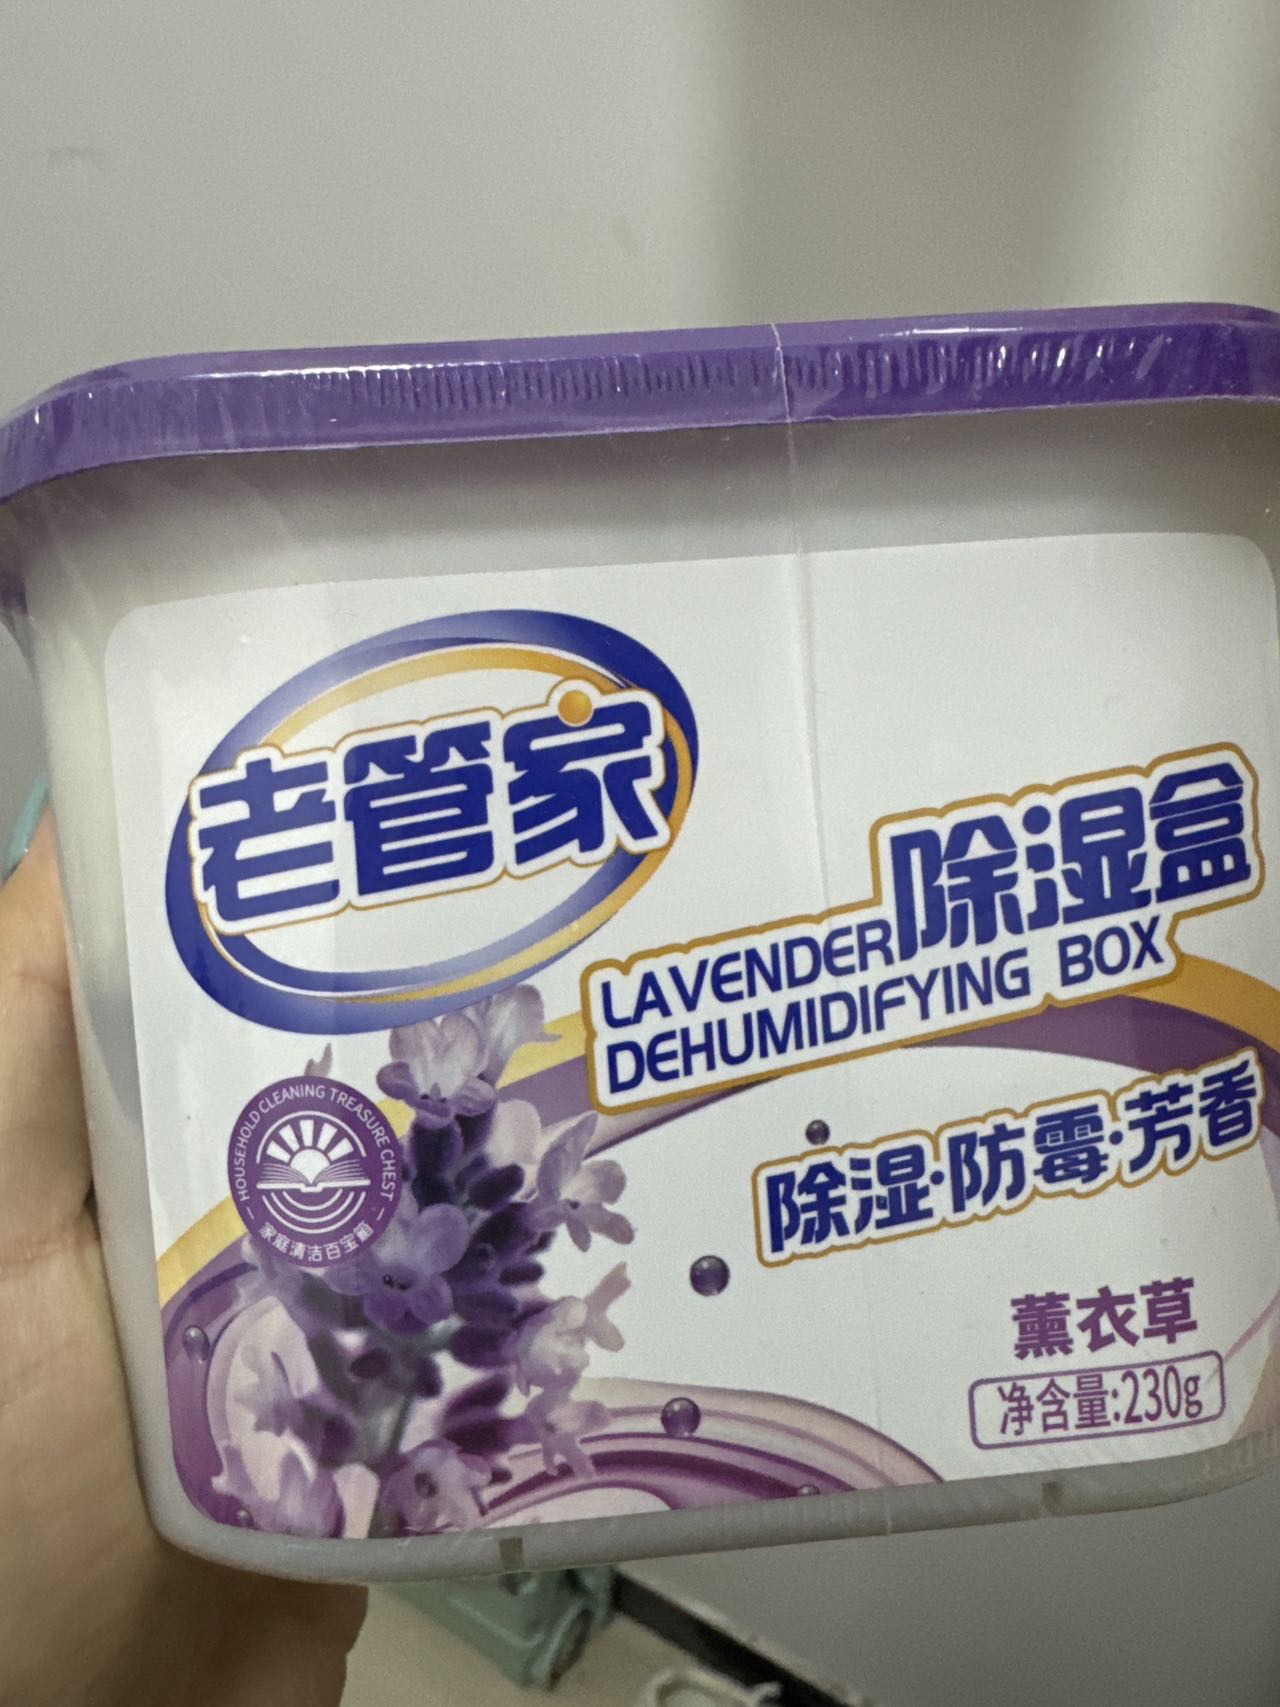 老管家
除湿盒
LAVENDER
DEHUMIDIFYING BOX
除湿·防霉·芳香
HOUSEHOLD CLEANING TREASURE CHEST
家庭清洁百宝箱
薰衣草
净含量:230g